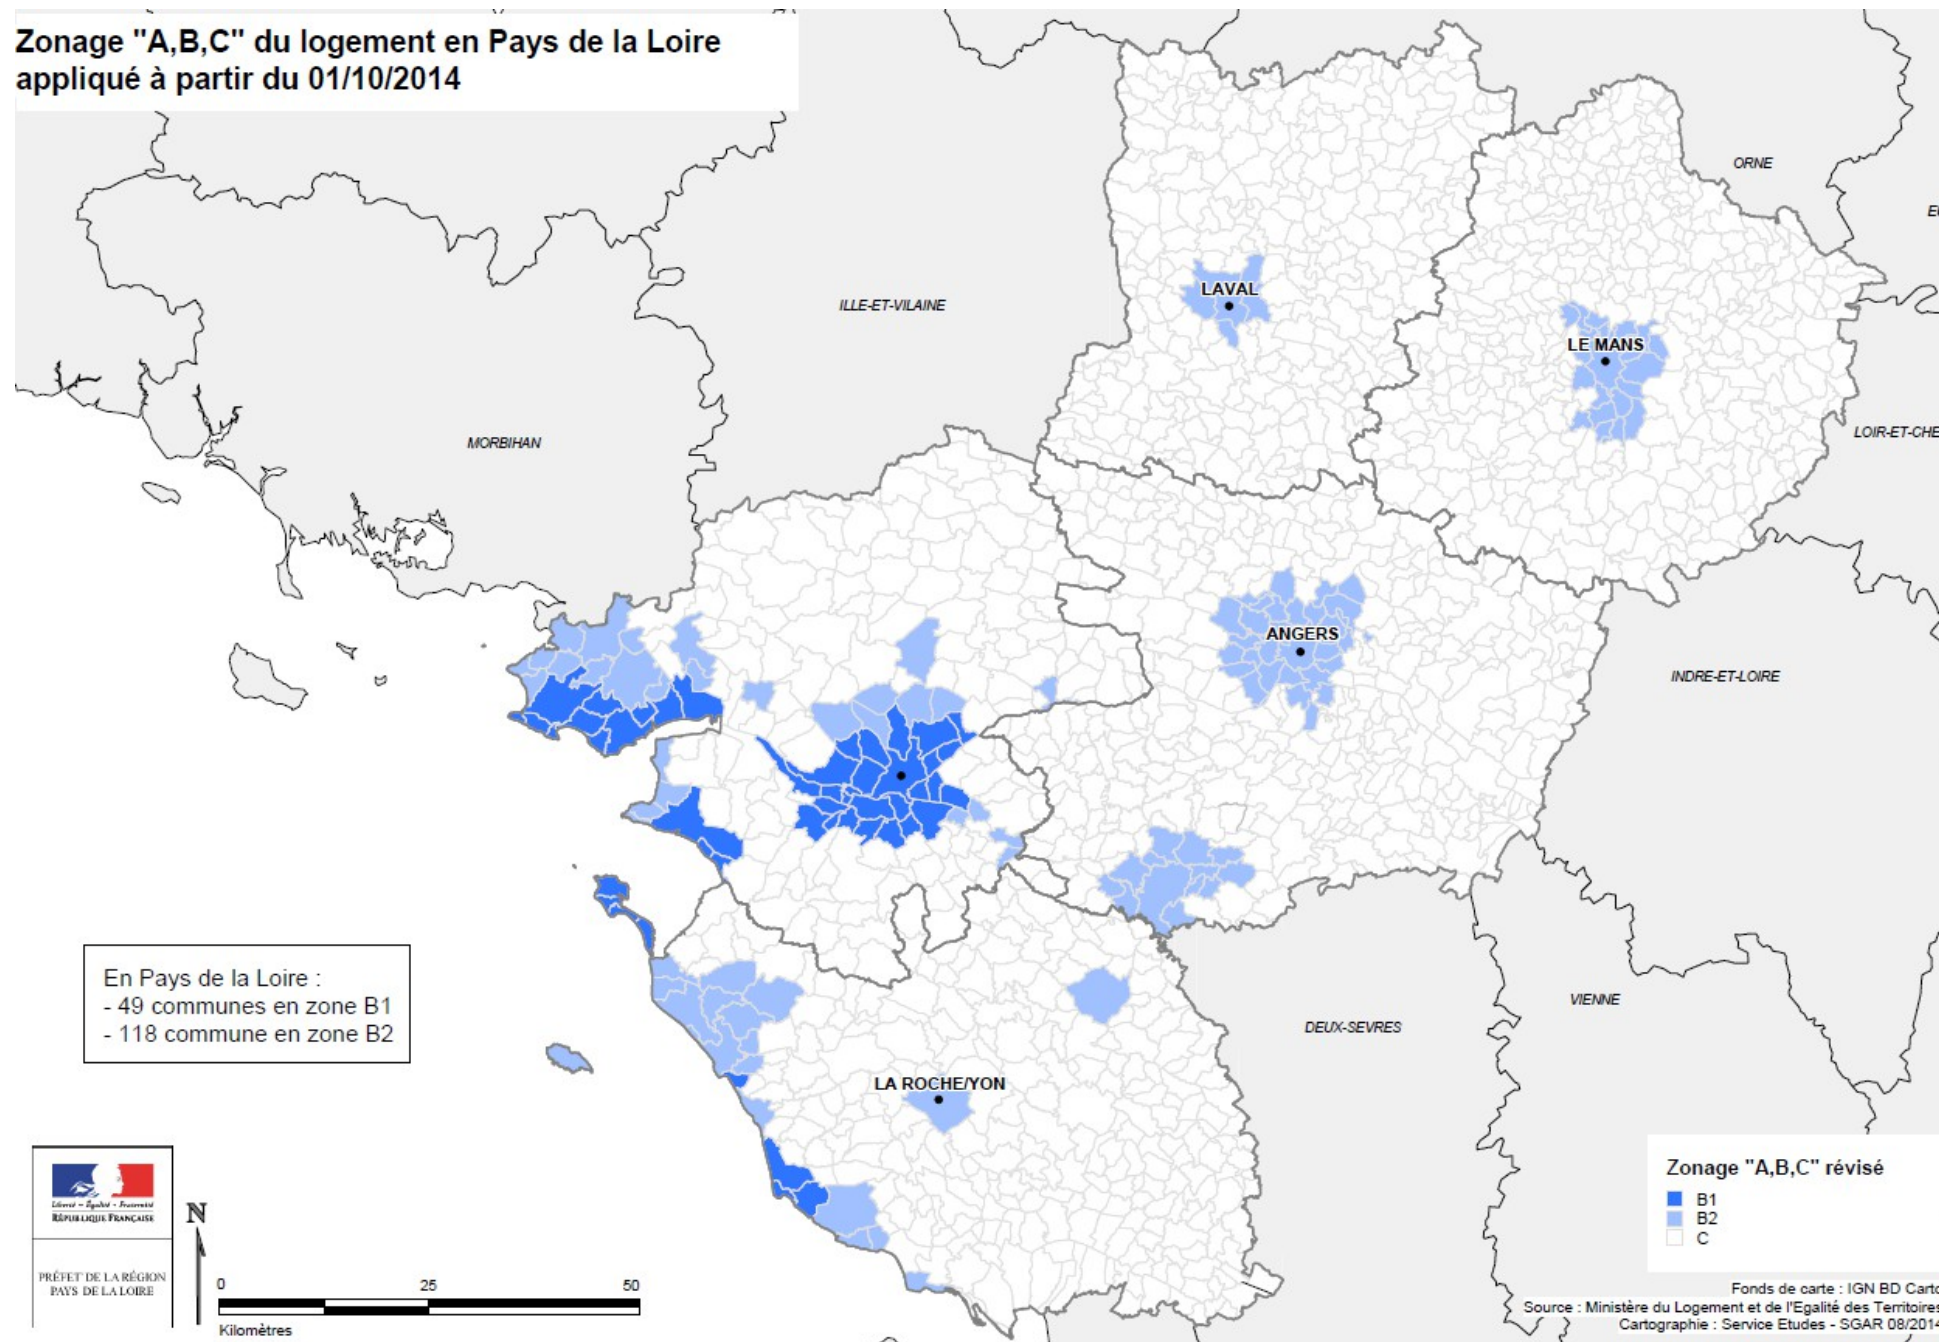 Zonage "A,B,C" du logement en Pays de la Loire
appliqué à partir du 01/10/2014
ORNE
LAVAL
ILLE-ET-VILAINE
LE MANS
MORBIHAN
LOIR-ET-CHE
ANGERS
INDRE-ET-LOIRE
En Pays de la Loire :
- 49 communes en zone B1
- 118 commune en zone B2
VIENNE
DEUX-SEVRES
LA ROCHE/YON
Zonage "A,B,C" révisé
B1
B2
C
Liberté • Égalité • Fraternité
RÉPUBLIQUE FRANÇAISE
PRÉFET DE LA RÉGION
PAYS DE LA LOIRE
N
0 25 50
Kilomètres
Fonds de carte : IGN BD Carto
Source : Ministère du Logement et de l'Egalité des Territoires
Cartographie : Service Etudes - SGAR 08/2014